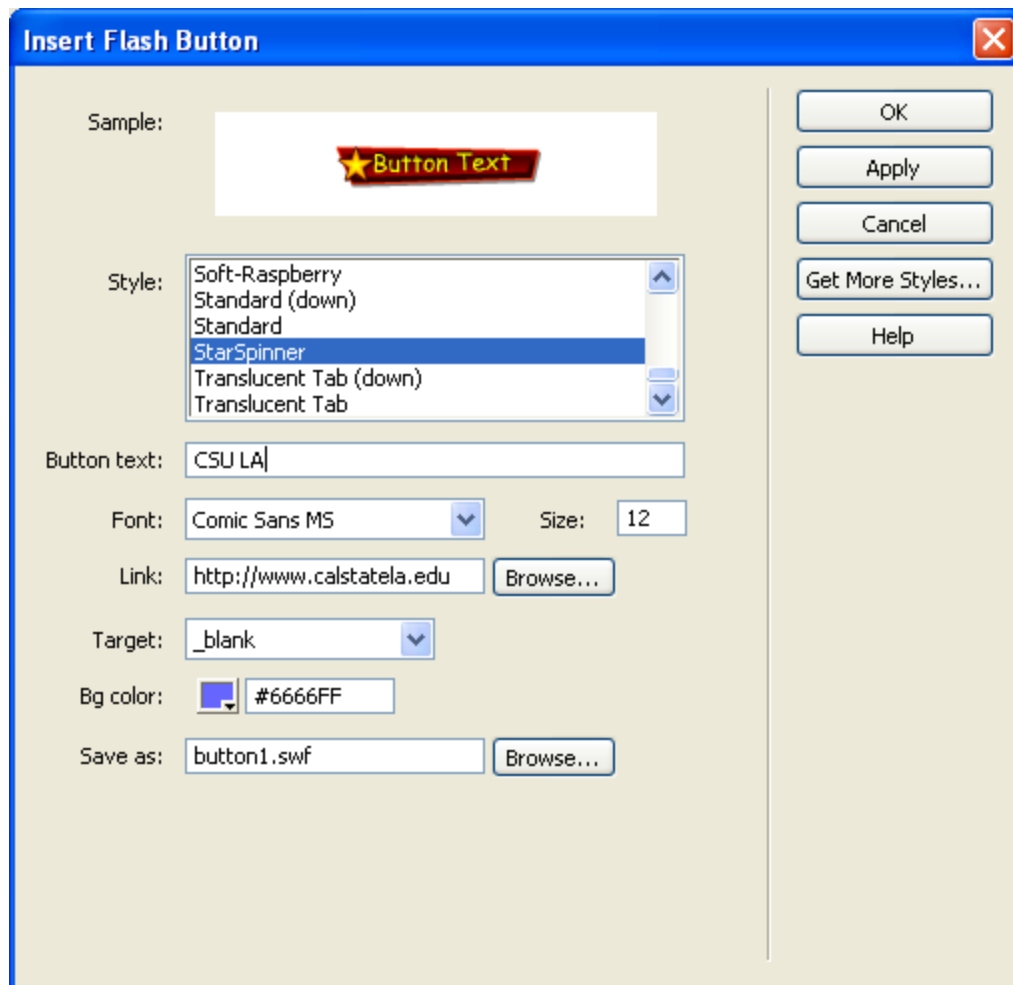 Insert Flash Button
Sample:
Button Text
OK
Apply
Cancel
Get More Styles...
Help
Style:
Soft-Raspberry
Standard (down)
Standard
StarSpinner
Translucent Tab (down)
Translucent Tab
Button text: CSU LA
Font: Comic Sans MS Size: 12
Link: http://www.calstatela.edu Browse...
Target: _blank
Bg color: #6666FF
Save as: button1.swf Browse...